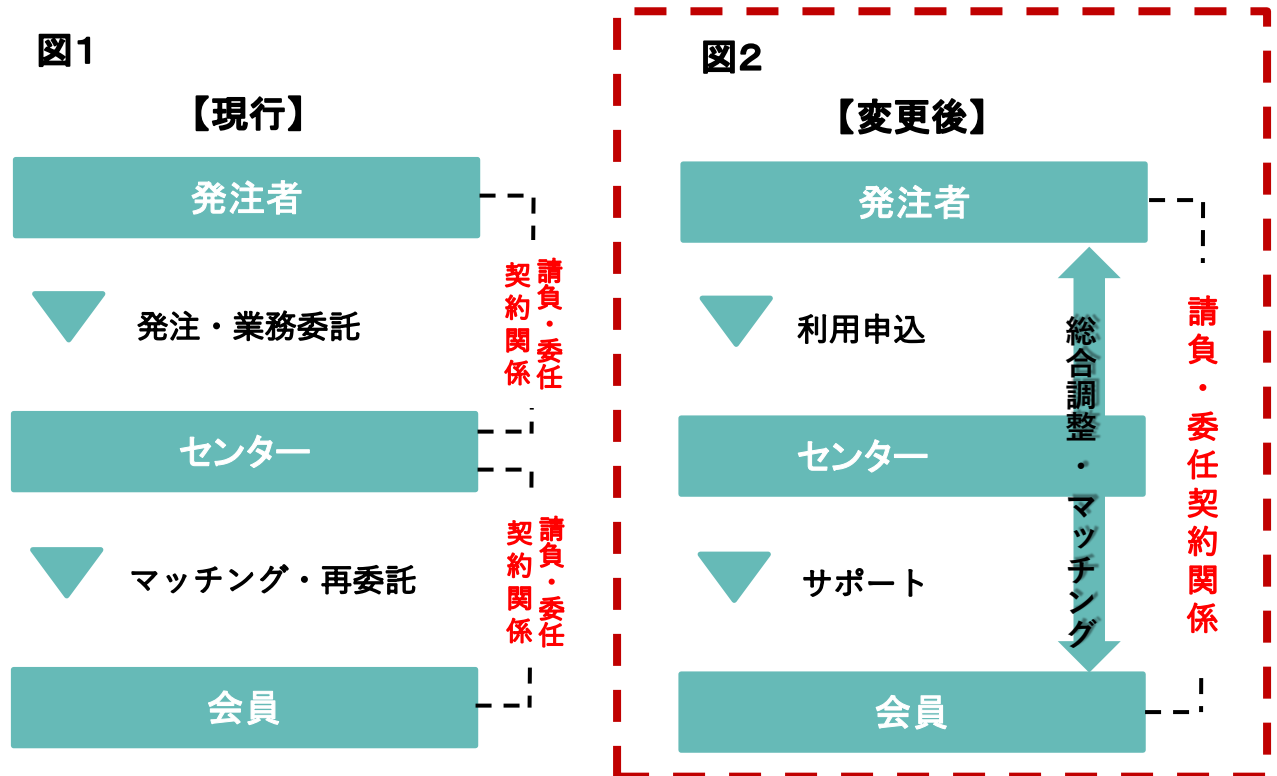 図1
【現行】
発注者
発注・業務委託
請負・委任
契約関係
センター
マッチング・再委託
請負・委任
契約関係
会員
図2
【変更後】
発注者
利用申込
総合調整・マッチング
請負・委任契約関係
センター
サポート
会員